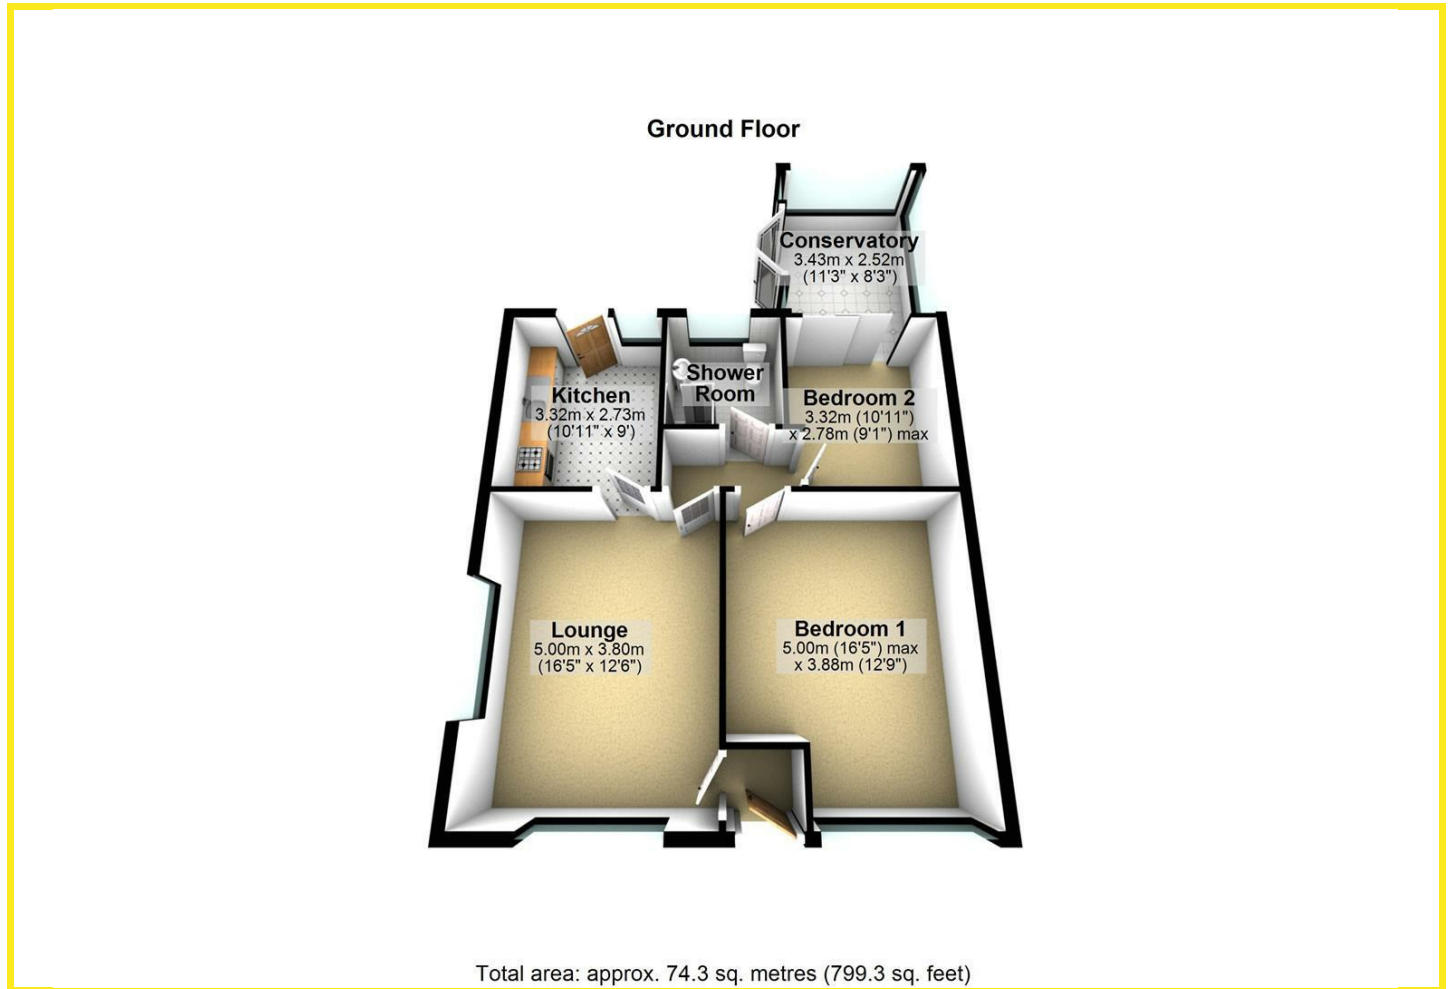 Ground Floor
Conservatory
3.43m x 2.52m
(11'3" x 8'3")
Kitchen
3.32m x 2.73m
(10'11" x 9')
Shower
Room
Bedroom 2
3.32m (10'11")
x 2.78m (9'1") max
Lounge
5.00m x 3.80m
(16'5" x 12'6")
Bedroom 1
5.00m (16'5") max
x 3.88m (12'9")
Total area: approx. 74.3 sq. metres (799.3 sq. feet)